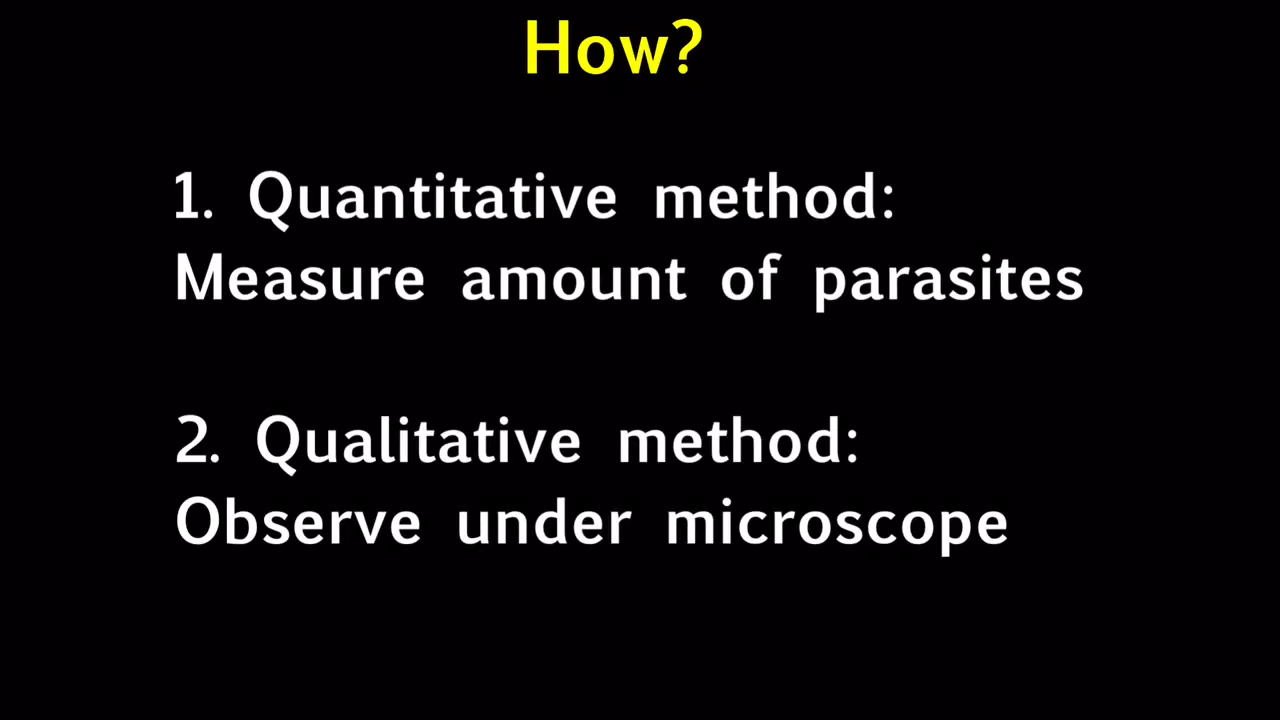 How?
1. Quantitative method:
Measure amount of parasites
2. Qualitative method:
Observe under microscope